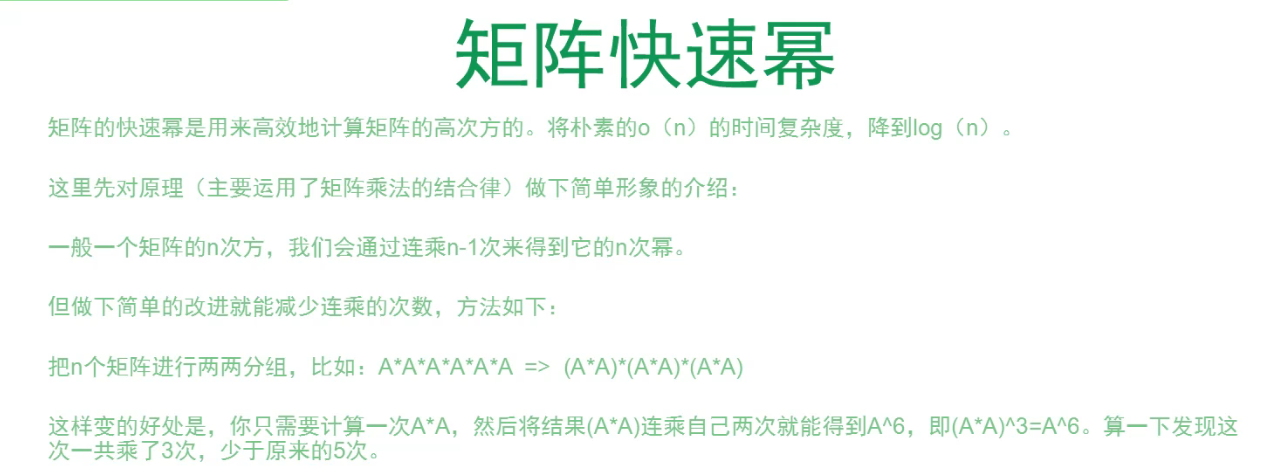 矩阵快速幂
矩阵的快速幂是用来高效地计算矩阵的高次方的。将朴素的o（n）的时间复杂度，降到log（n）。
这里先对原理（主要运用了矩阵乘法的结合律）做下简单形象的介绍：
一般一个矩阵的n次方，我们会通过连乘n-1次来得到它的n次幂。
但做下简单的改进就能减少连乘的次数，方法如下：
把n个矩阵进行两两分组，比如：A*A*A*A*A*A  =>  (A*A)*(A*A)*(A*A)
这样变的好处是，你只需要计算一次A*A，然后将结果(A*A)连乘自己两次就能得到A^6，即(A*A)^3=A^6。算一下发现这
次一共乘了3次，少于原来的5次。